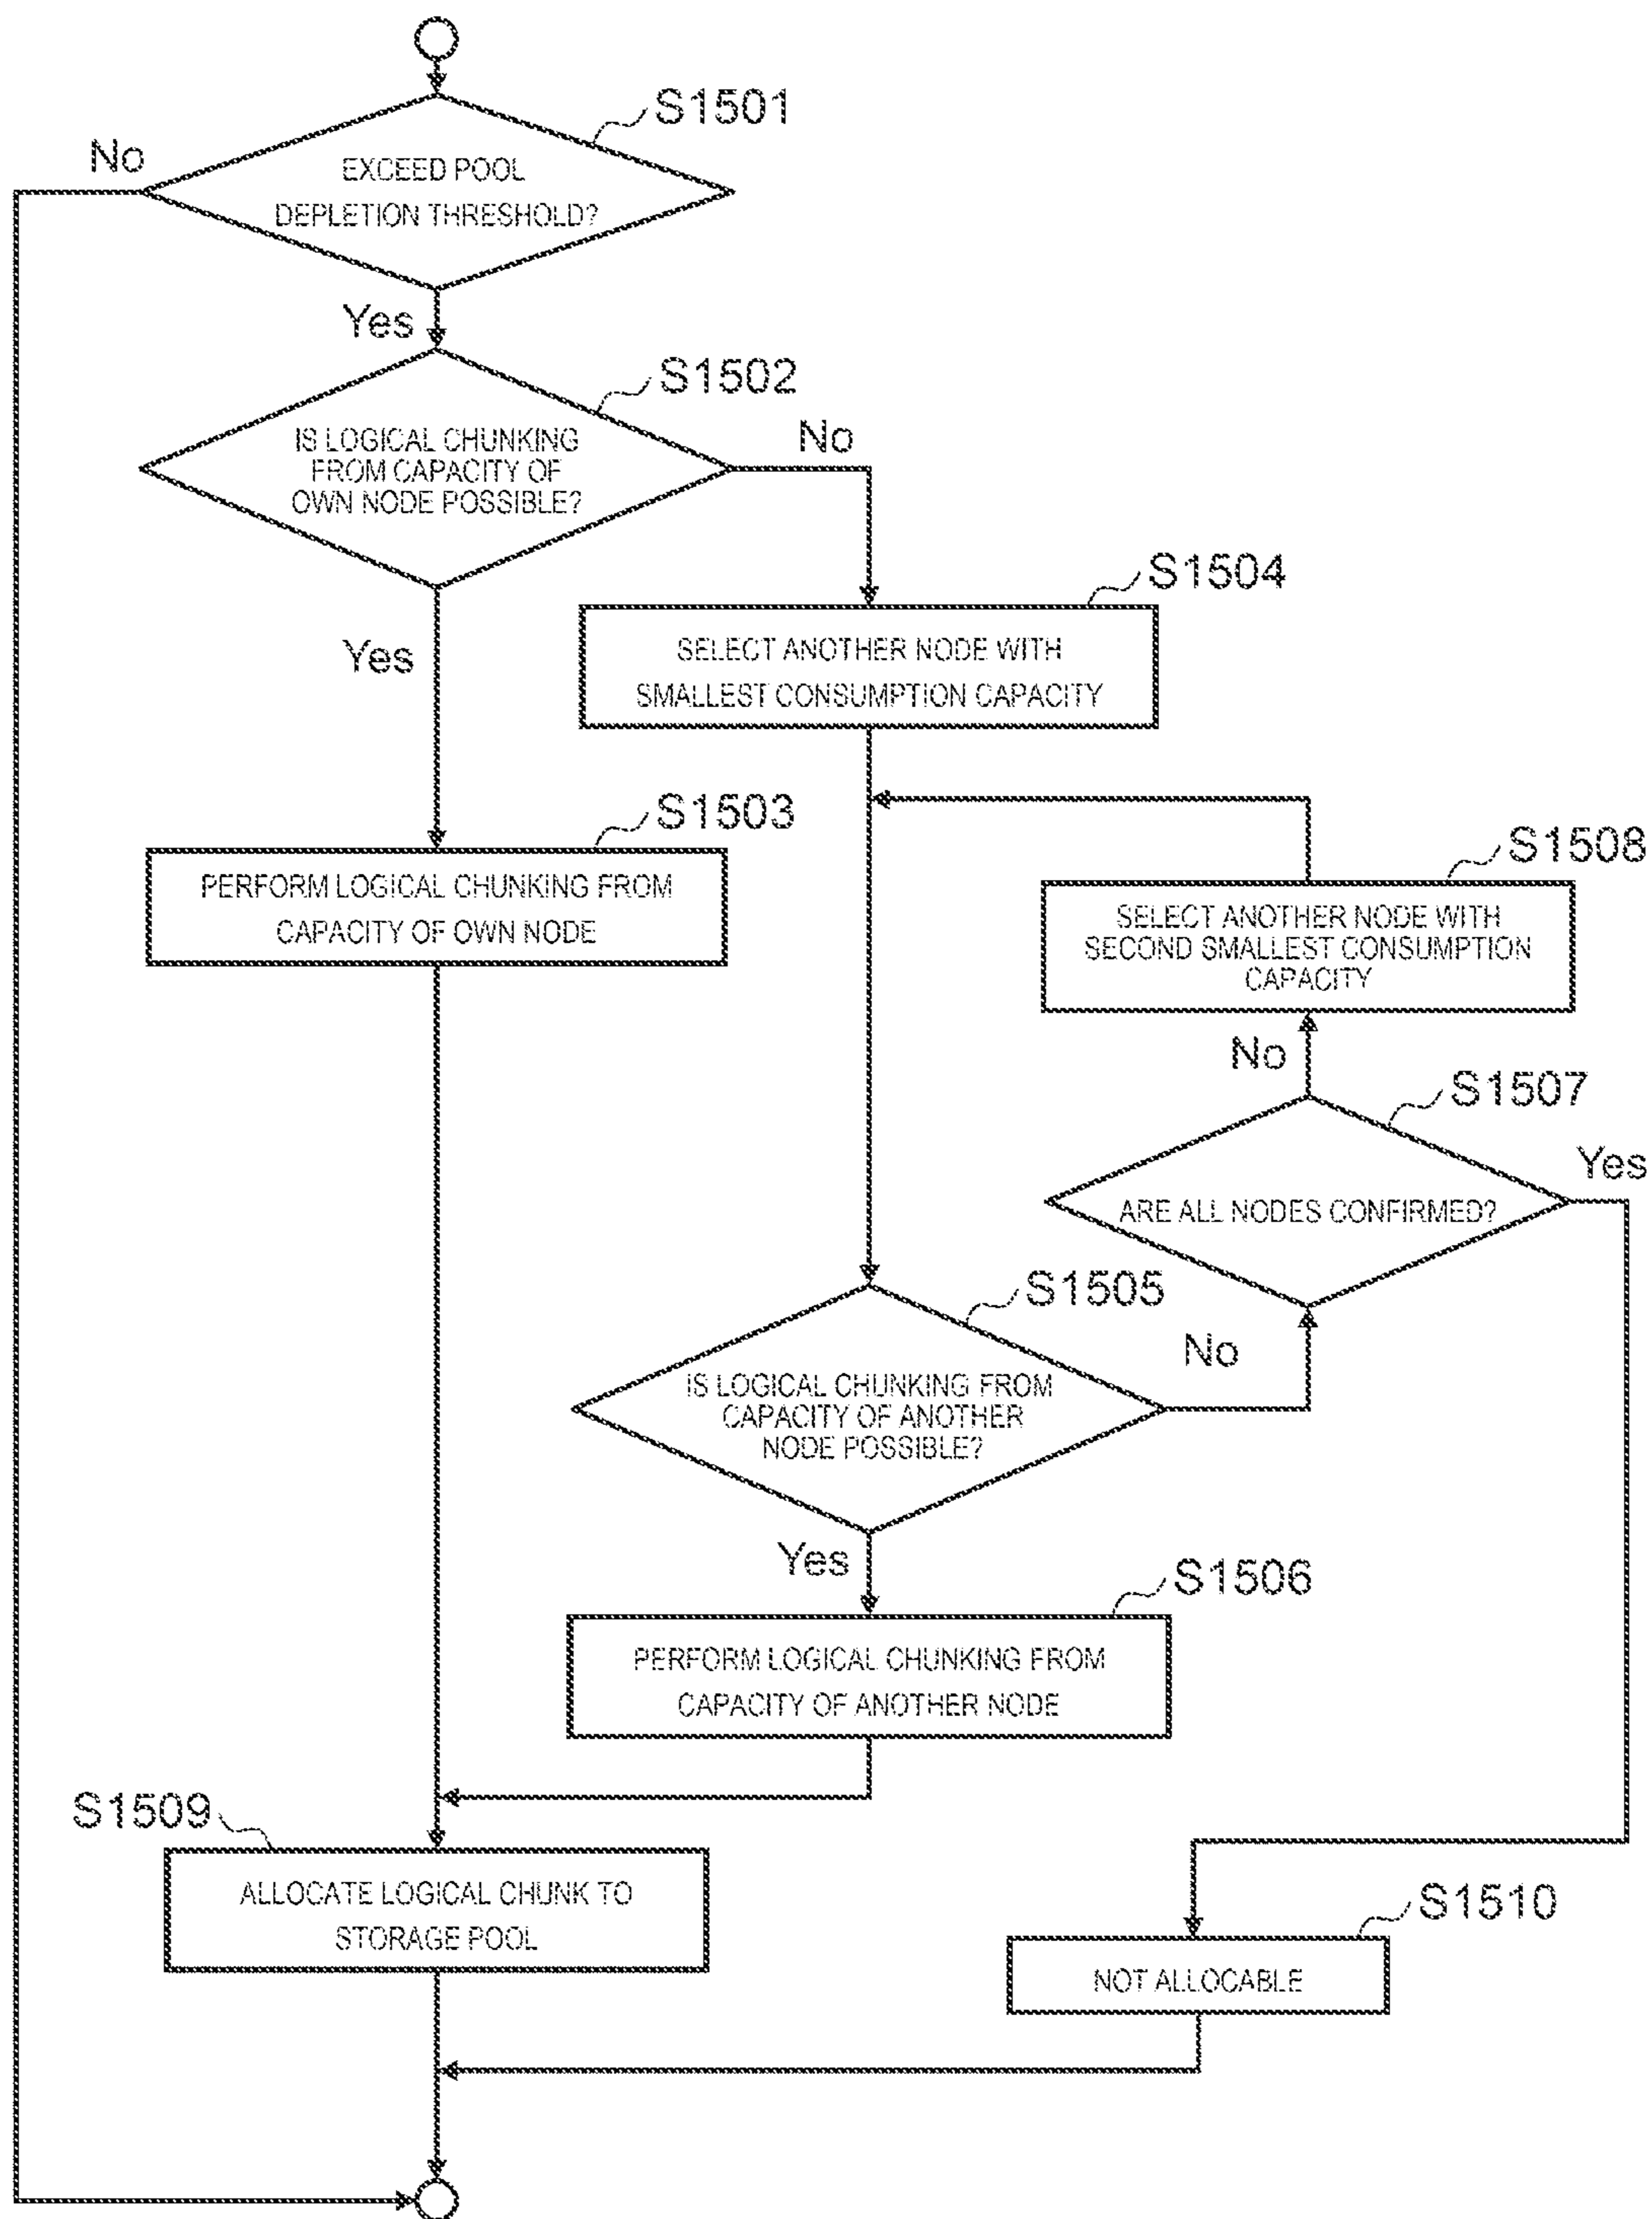 S1501
No
EXCEED POOL
DEPLETION THRESHOLD?
Yes
S1502
IS LOGICAL CHUNKING
FROM CAPACITY OF
OWN NODE POSSIBLE?
No
S1504
Yes
SELECT ANOTHER NODE WITH
SMALLEST CONSUMPTION CAPACITY
S1503
PERFORM LOGICAL CHUNKING FROM
CAPACITY OF OWN NODE
S1508
SELECT ANOTHER NODE WITH
SECOND SMALLEST CONSUMPTION
CAPACITY
No
S1507
Yes
ARE ALL NODES CONFIRMED?
S1505
No
IS LOGICAL CHUNKING FROM
CAPACITY OF ANOTHER
NODE POSSIBLE?
Yes
S1506
PERFORM LOGICAL CHUNKING FROM
CAPACITY OF ANOTHER NODE
S1509
ALLOCATE LOGICAL CHUNK TO
STORAGE POOL
S1510
NOT ALLOCABLE